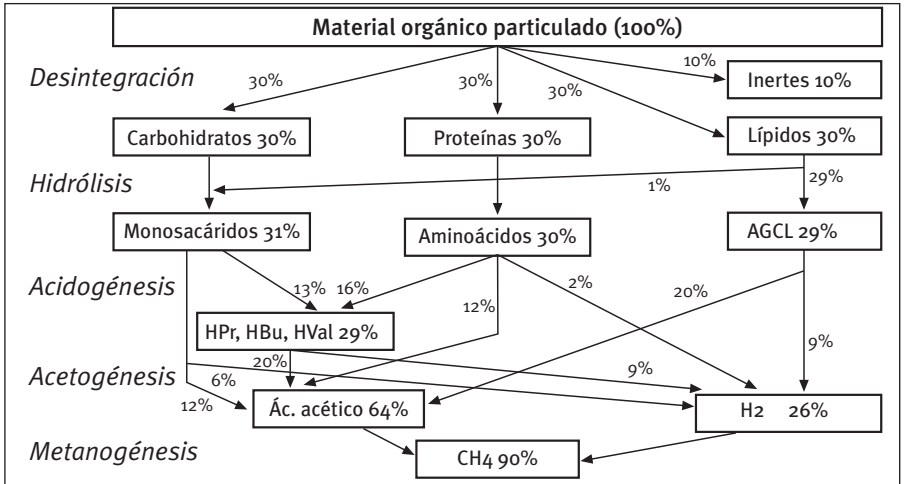 Material orgánico particulado (100%)
Desintegración
30%
30%
30%
10%
Inertes 10%
Carbohidratos 30%
Proteínas 30%
Lípidos 30%
Hidrólisis
1%
29%
Monosacáridos 31%
Aminoácidos 30%
AGCL 29%
Acidogénesis
13%
16%
12%
2%
20%
9%
HPr, HBu, HVal 29%
Acetogénesis
20%
9%
6%
12%
Ác. acético 64%
H2 26%
Metanogénesis
CH4 90%